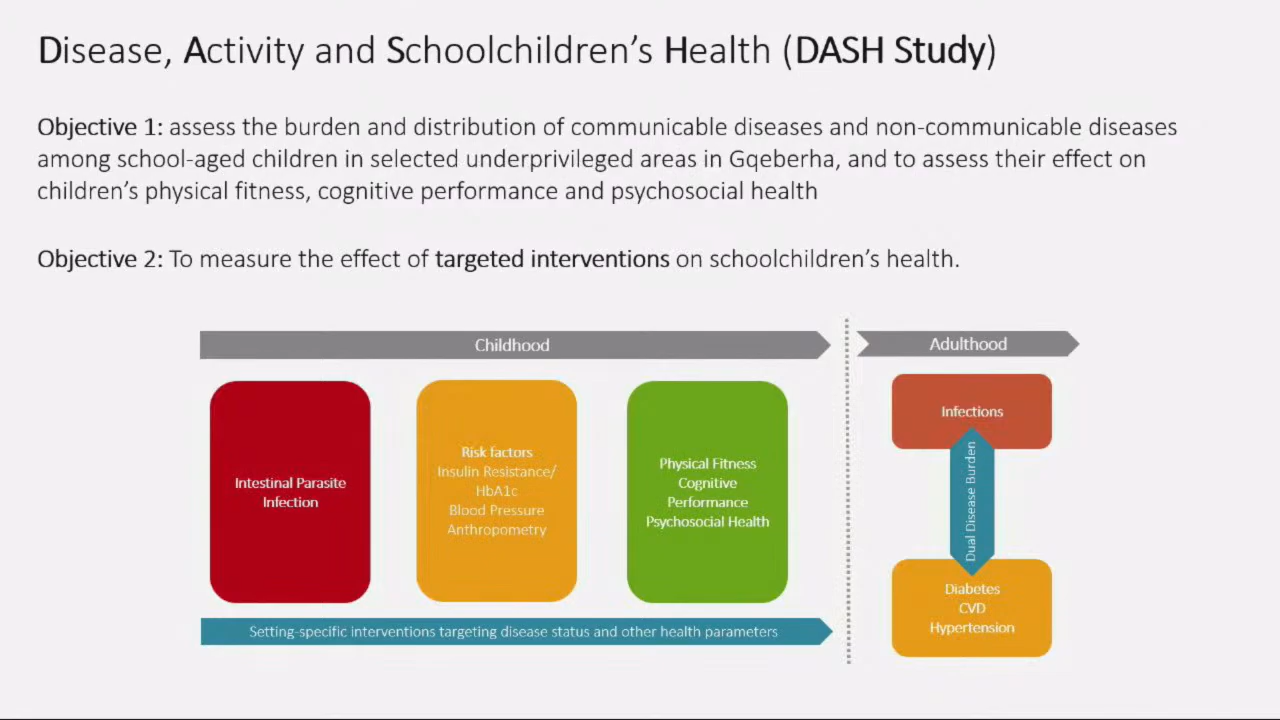 Disease, Activity and Schoolchildren’s Health (DASH Study)
Objective 1: assess the burden and distribution of communicable diseases and non-communicable diseases
among school-aged children in selected underprivileged areas in Gqeberha, and to assess their effect on
children’s physical fitness, cognitive performance and psychosocial health
Objective 2: To measure the effect of targeted interventions on schoolchildren’s health.
Childhood
Adulthood
Intestinal Parasite
Infection
Risk factors
Insulin Resistance/
HbA1c
Blood Pressure
Anthropometry
Physical Fitness
Cognitive
Performance
Psychosocial Health
Infections
Dual Disease Burden
Diabetes
CVD
Hypertension
Setting-specific interventions targeting disease status and other health parameters